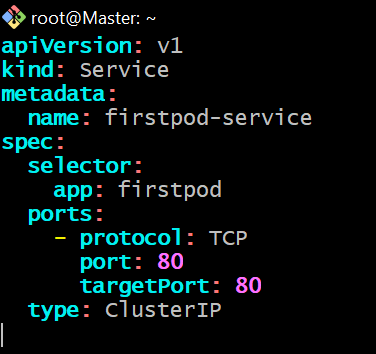 root@Master: ~
apiVersion: v1
kind: Service
metadata:
  name: firstpod-service
spec:
  selector:
    app: firstpod
  ports:
    - protocol: TCP
      port: 80
      targetPort: 80
  type: ClusterIP